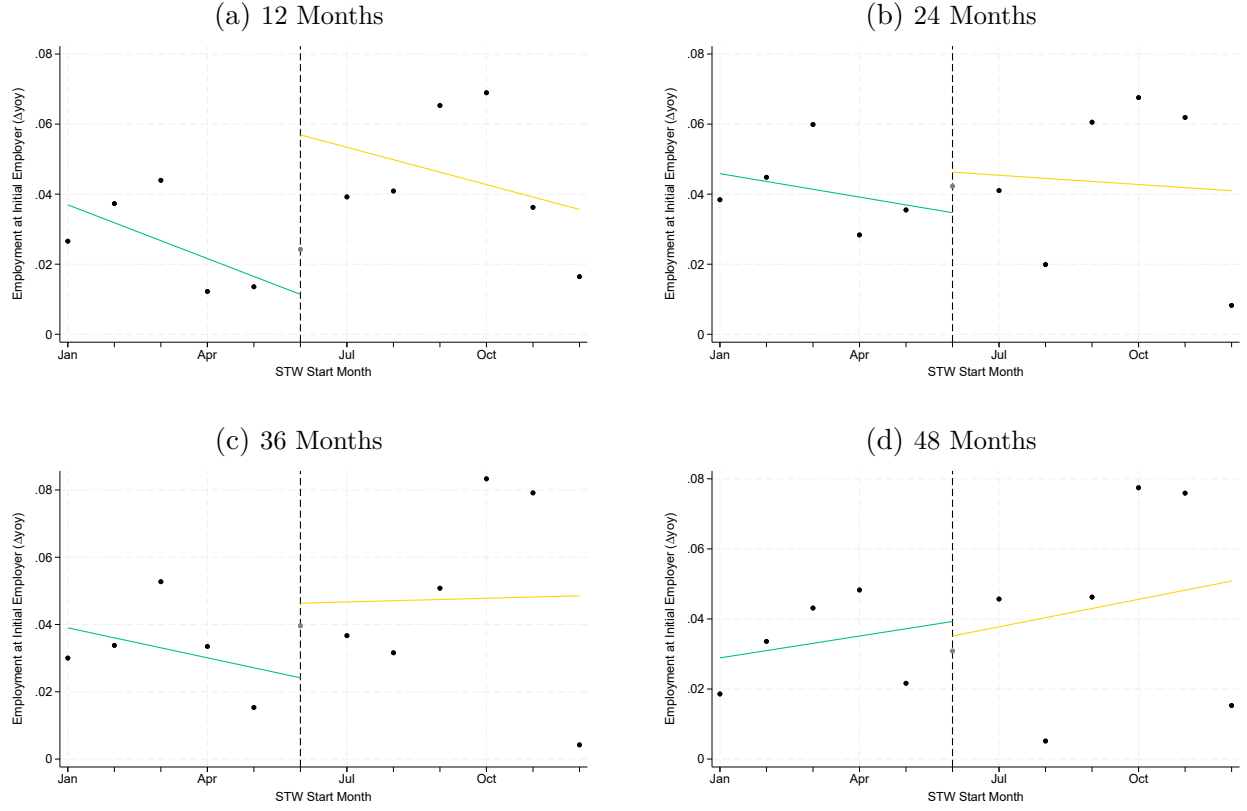 (a) 12 Months
Employment at Initial Employer (Δyoy)
.08
.06
.04
.02
0
Jan
Apr
Jul
Oct
STW Start Month
(b) 24 Months
Employment at Initial Employer (Δyoy)
.08
.06
.04
.02
0
Jan
Apr
Jul
Oct
STW Start Month
(c) 36 Months
Employment at Initial Employer (Δyoy)
.08
.06
.04
.02
0
Jan
Apr
Jul
Oct
STW Start Month
(d) 48 Months
Employment at Initial Employer (Δyoy)
.08
.06
.04
.02
0
Jan
Apr
Jul
Oct
STW Start Month